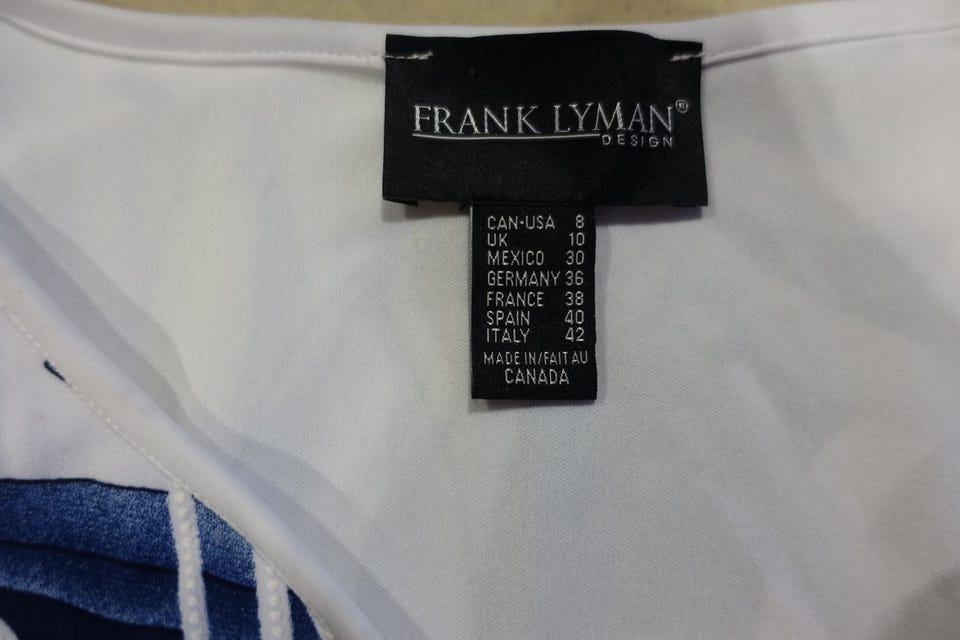 FRANK LYMAN®
DESIGN
CAN-USA 8
UK 10
MEXICO 30
GERMANY 36
FRANCE 38
SPAIN 40
ITALY 42
MADE IN/FAIT AU
CANADA